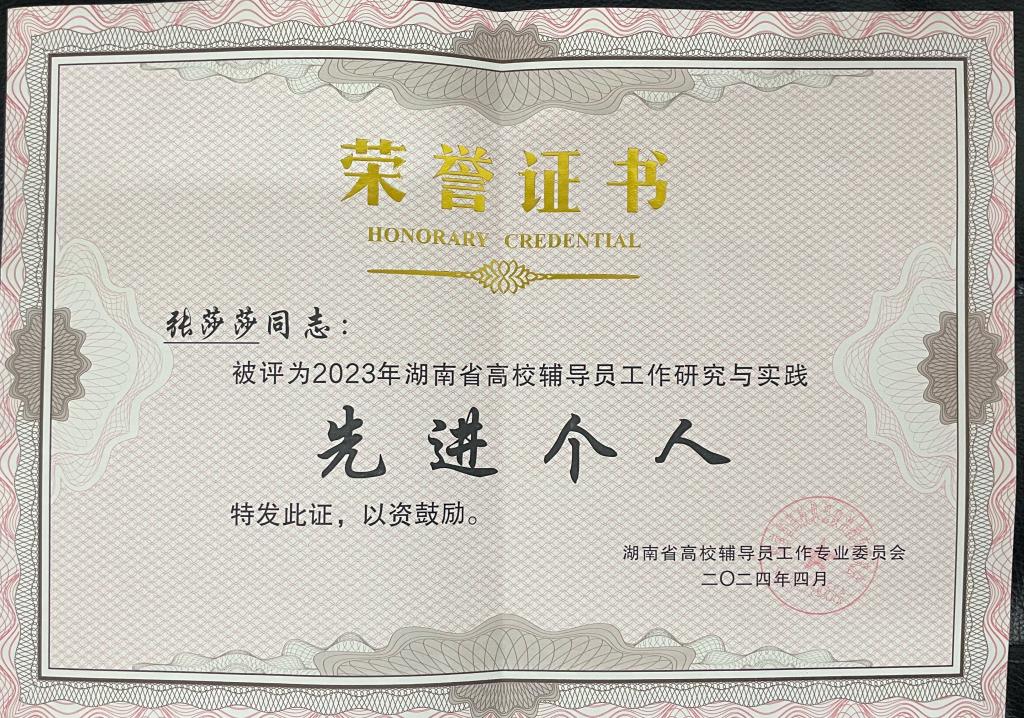 荣誉证书
HONORARY CREDENTIAL
张莎莎同志：
被评为2023年湖南省高校辅导员工作研究与实践
先进个人
特发此证，以资鼓励。
湖南省高校辅导员工作专业委员会
二〇二四年四月